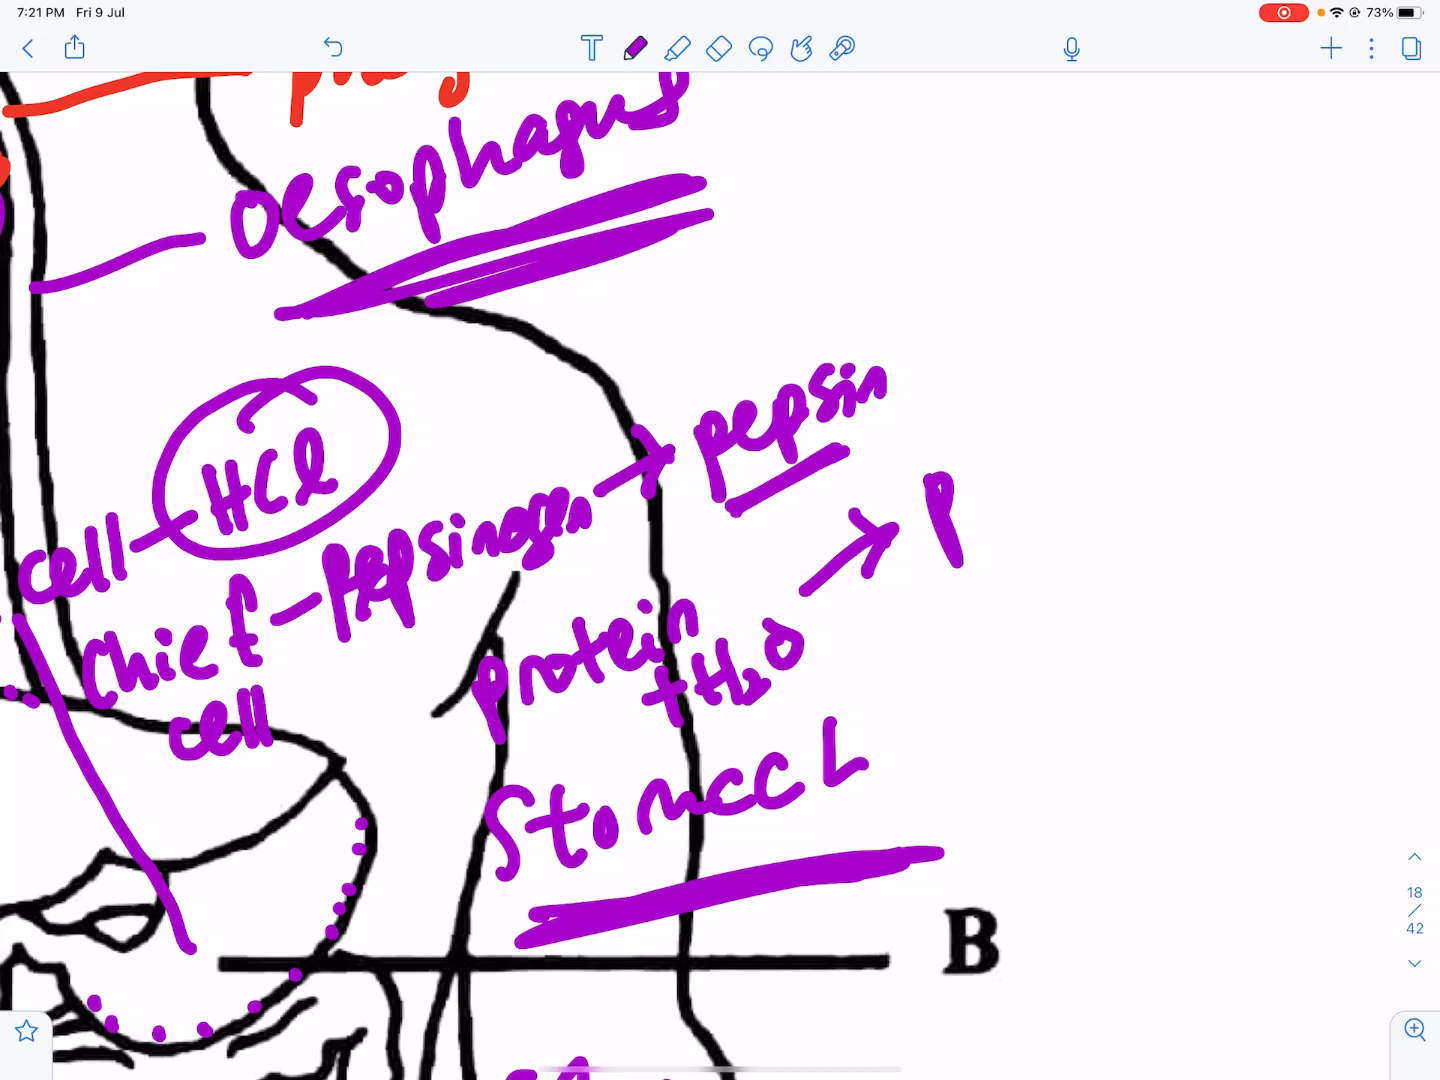 7:21 PM Fri 9 Jul
73%
T
oesophagus
HCl
pepsin
cell
Chief - pepsinogen
cell
protein
+ H₂O
P
Stomach
B
18
/
42